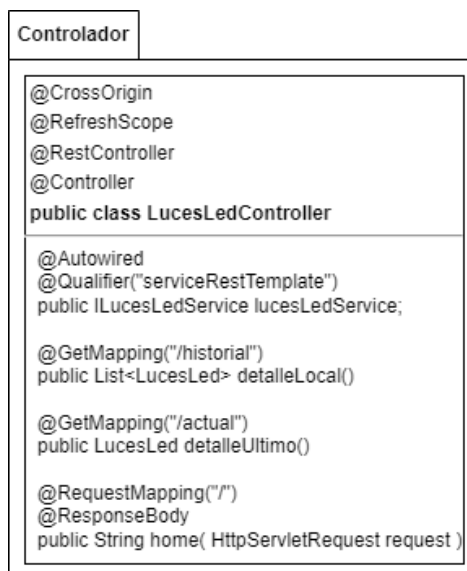 Controlador
@CrossOrigin
@RefreshScope
@RestController
@Controller
public class LucesLedController
@Autowired
@Qualifier("serviceRestTemplate")
public ILucesLedService lucesLedService;
@GetMapping("/historial")
public List<LucesLed> detalleLocal()
@GetMapping("/actual")
public LucesLed detalleUltimo()
@RequestMapping("/")
@ResponseBody
public String home( HttpServletRequest request )